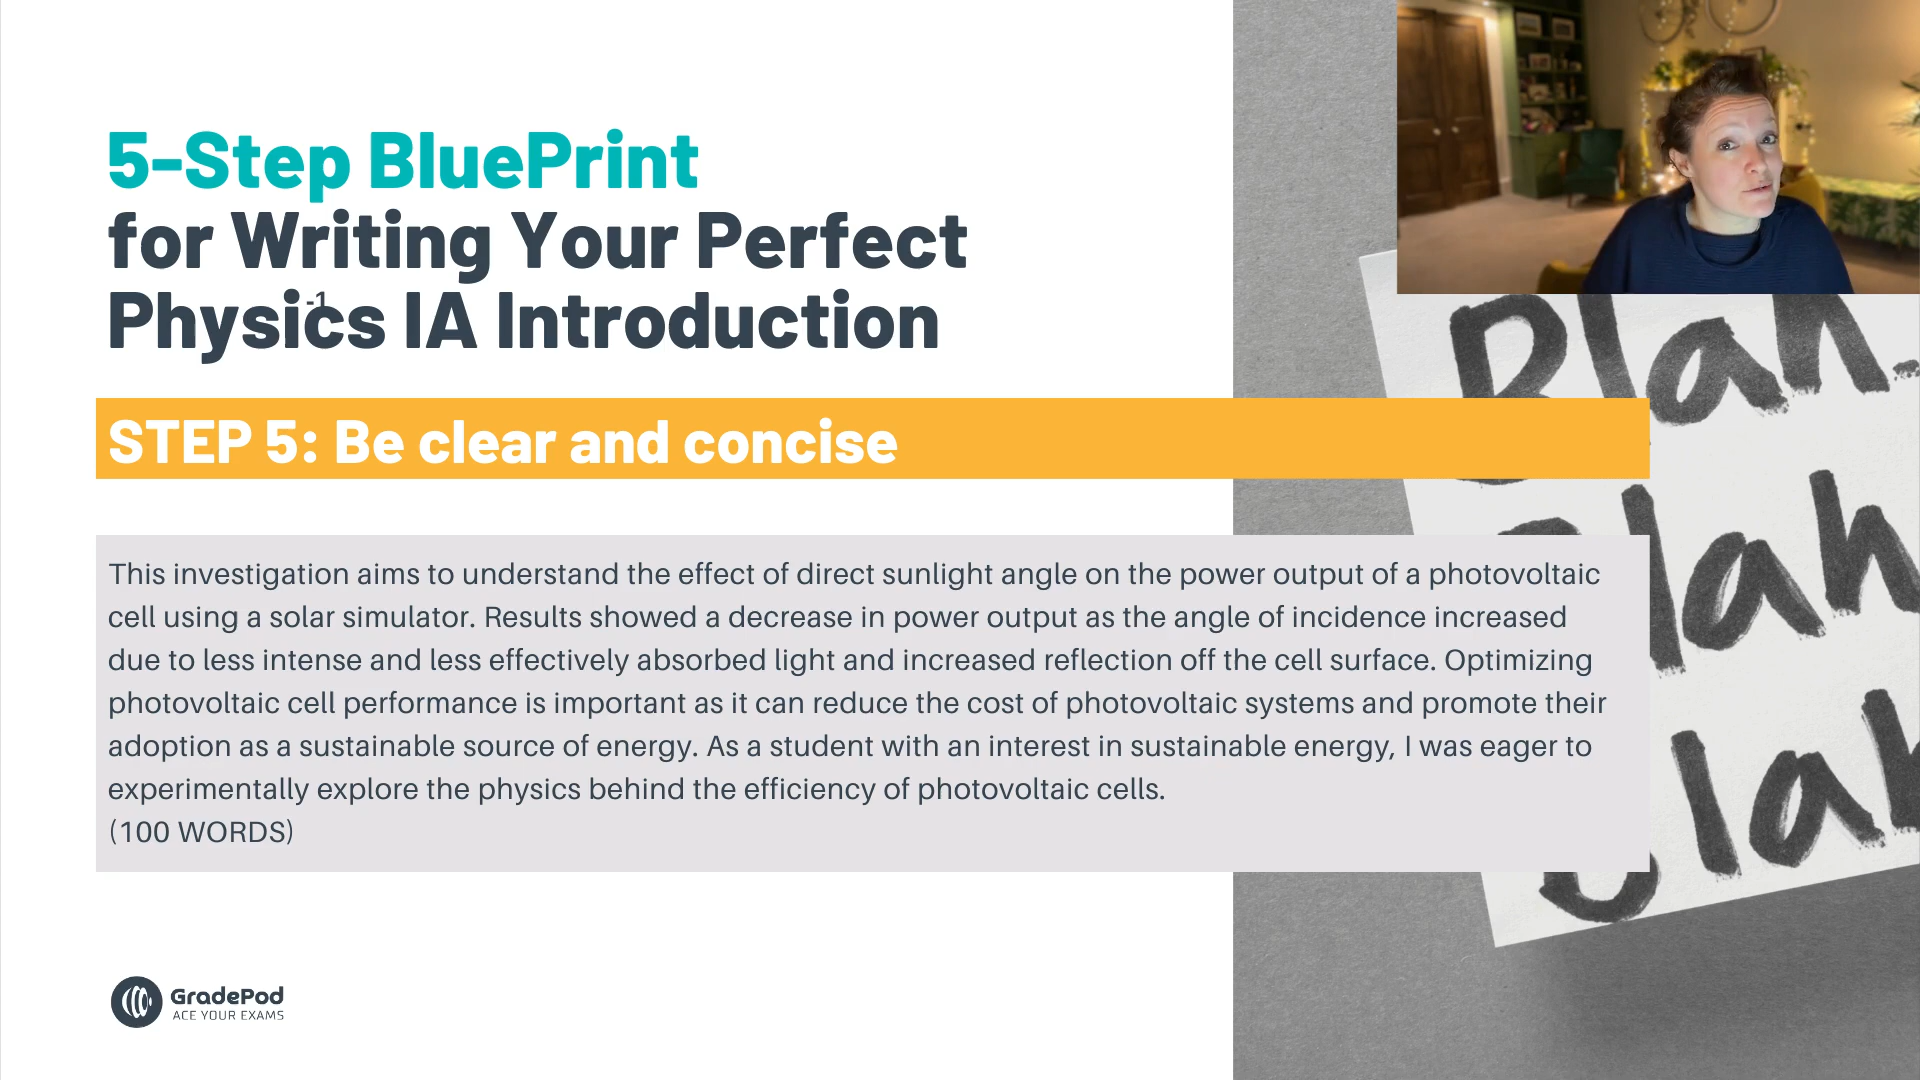 5-Step BluePrint
for Writing Your Perfect
Physics IA Introduction
-1
STEP 5: Be clear and concise
This investigation aims to understand the effect of direct sunlight angle on the power output of a photovoltaic
cell using a solar simulator. Results showed a decrease in power output as the angle of incidence increased
due to less intense and less effectively absorbed light and increased reflection off the cell surface. Optimizing
photovoltaic cell performance is important as it can reduce the cost of photovoltaic systems and promote their
adoption as a sustainable source of energy. As a student with an interest in sustainable energy, I was eager to
experimentally explore the physics behind the efficiency of photovoltaic cells.
(100 WORDS)
Blah.
Blah
Blah
GradePod
ACE YOUR EXAMS